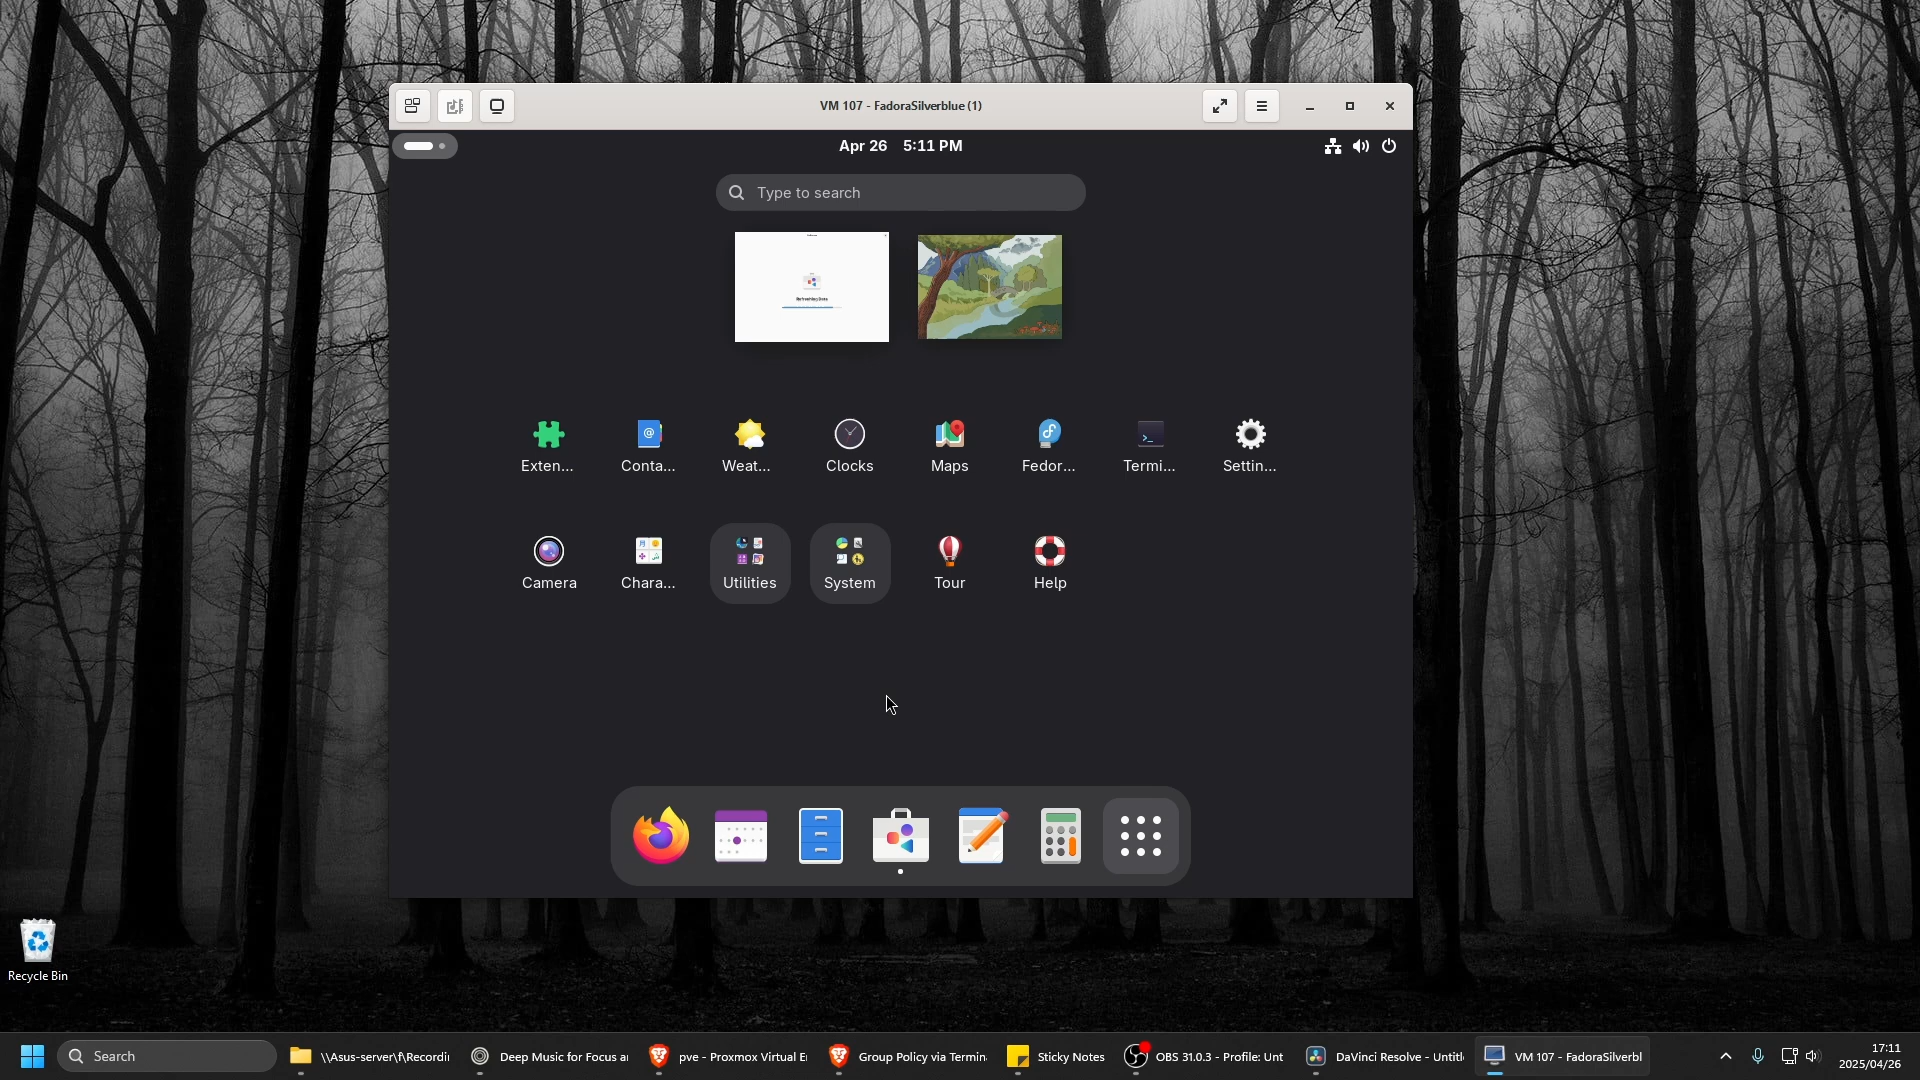 VM 107 - FadoraSilverblue (1)
Apr 26 5:11 PM
Type to search
Refreshing Data
Exten...
Conta...
Weat...
Clocks
Maps
Fedor...
Termi...
Settin...
Camera
Chara...
Utilities
System
Tour
Help
Recycle Bin
Search
\\Asus-server\f\Recordi
Deep Music for Focus a
pve - Proxmox Virtual E
Group Policy via Termin
Sticky Notes
OBS 31.0.3 - Profile: Unt
DaVinci Resolve - Untitl
VM 107 - FadoraSilverbl
17:11
2025/04/26